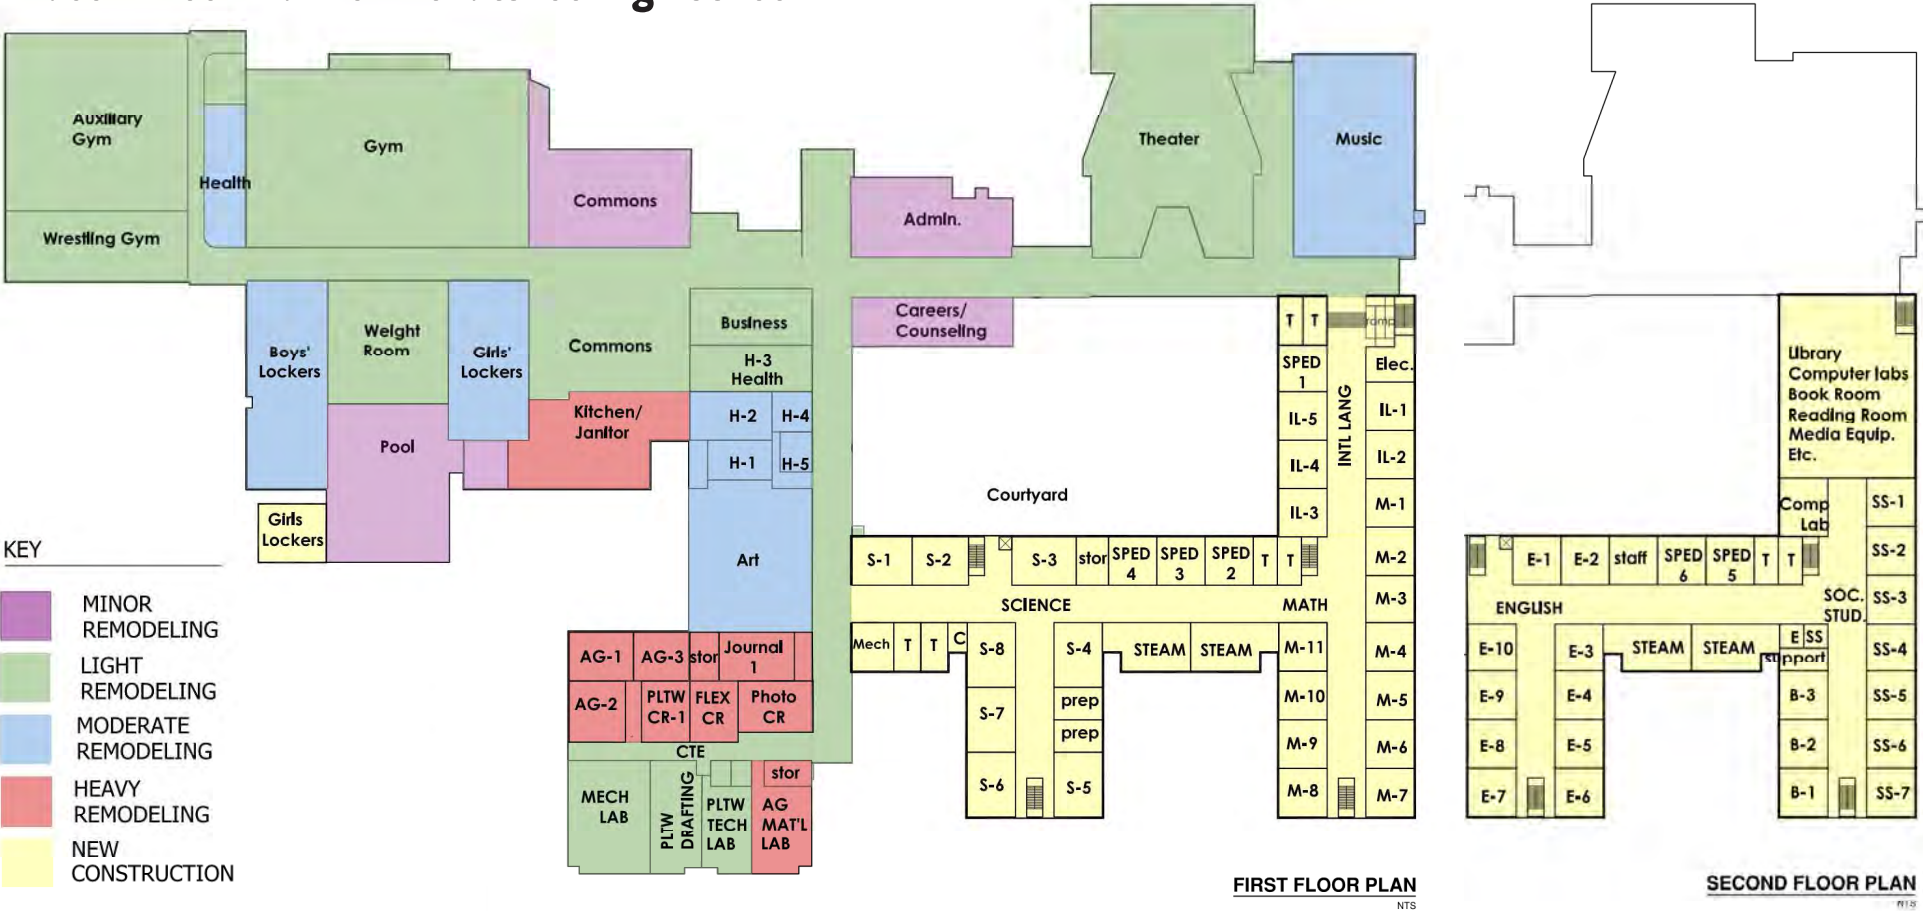 Auxiliary
Gym
Wrestling Gym
Health
Gym
Commons
Admin.
Theater
Music
Boys'
Lockers
Weight
Room
Girls'
Lockers
Commons
Business
H-3
Health
Careers/
Counseling
Pool
Kitchen/
Janitor
H-2
H-4
H-1
H-5
Girls
Lockers
Art
Courtyard
KEY
MINOR
REMODELING
LIGHT
REMODELING
MODERATE
REMODELING
HEAVY
REMODELING
NEW
CONSTRUCTION
AG-1
AG-3
stor
Journal
1
AG-2
PLTW
CR-1
FLEX
CR
Photo
CR
CTE
MECH
LAB
PLTW
DRAFTING
PLTW
TECH
LAB
stor
AG
MAT'L
LAB
T
T
ramp
SPED
1
Elec.
IL-5
IL-4
IL-3
INTL LANG
IL-1
IL-2
M-1
M-2
M-3
M-4
M-5
M-6
M-7
S-1
S-2
S-3
stor
SPED
4
SPED
3
SPED
2
T
T
SCIENCE
MATH
Mech
T
T
C
S-8
S-7
S-6
S-4
prep
prep
S-5
STEAM
STEAM
M-11
M-10
M-9
M-8
FIRST FLOOR PLAN
NTS
Library
Computer labs
Book Room
Reading Room
Media Equip.
Etc.
Comp
Lab
SS-1
SS-2
SS-3
SS-4
SS-5
SS-6
SS-7
E-1
E-2
staff
SPED
6
SPED
5
T
T
ENGLISH
SOC.
STUD.
E-10
E-9
E-8
E-7
E-3
E-4
E-5
E-6
STEAM
STEAM
E
SS
support
B-3
B-2
B-1
SECOND FLOOR PLAN
NTS